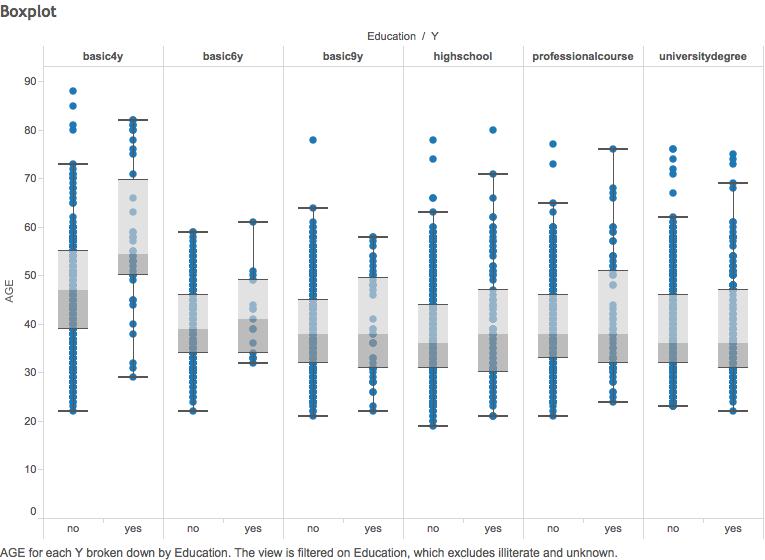 Boxplot
Education / Y
basic4y basic6y basic9y highschool professionalcourse universitydegree
90
80
70
60
50
40
30
20
10
0
AGE
no yes no yes no yes no yes no yes no yes
AGE for each Y broken down by Education. The view is filtered on Education, which excludes illiterate and unknown.